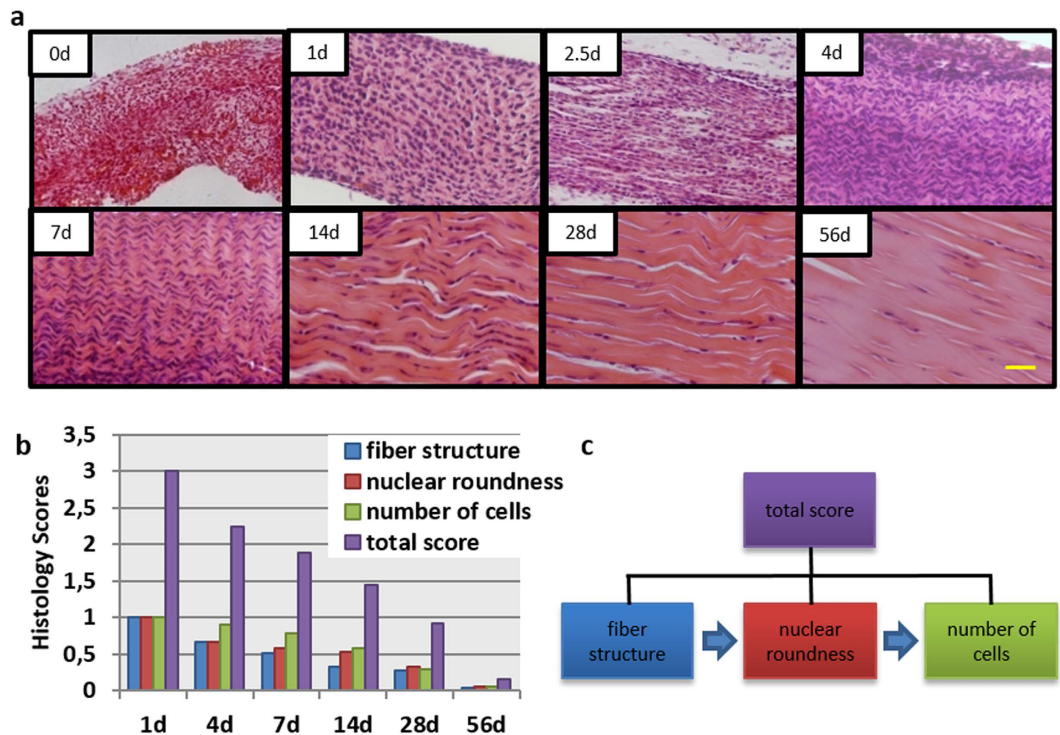 a
0d
1d
2.5d
4d
7d
14d
28d
56d
b
3,5
3
2,5
2
1,5
1
0,5
0
Histology Scores
fiber structure
nuclear roundness
number of cells
total score
1d 4d 7d 14d 28d 56d
c
total score
fiber
structure
nuclear
roundness
number of
cells